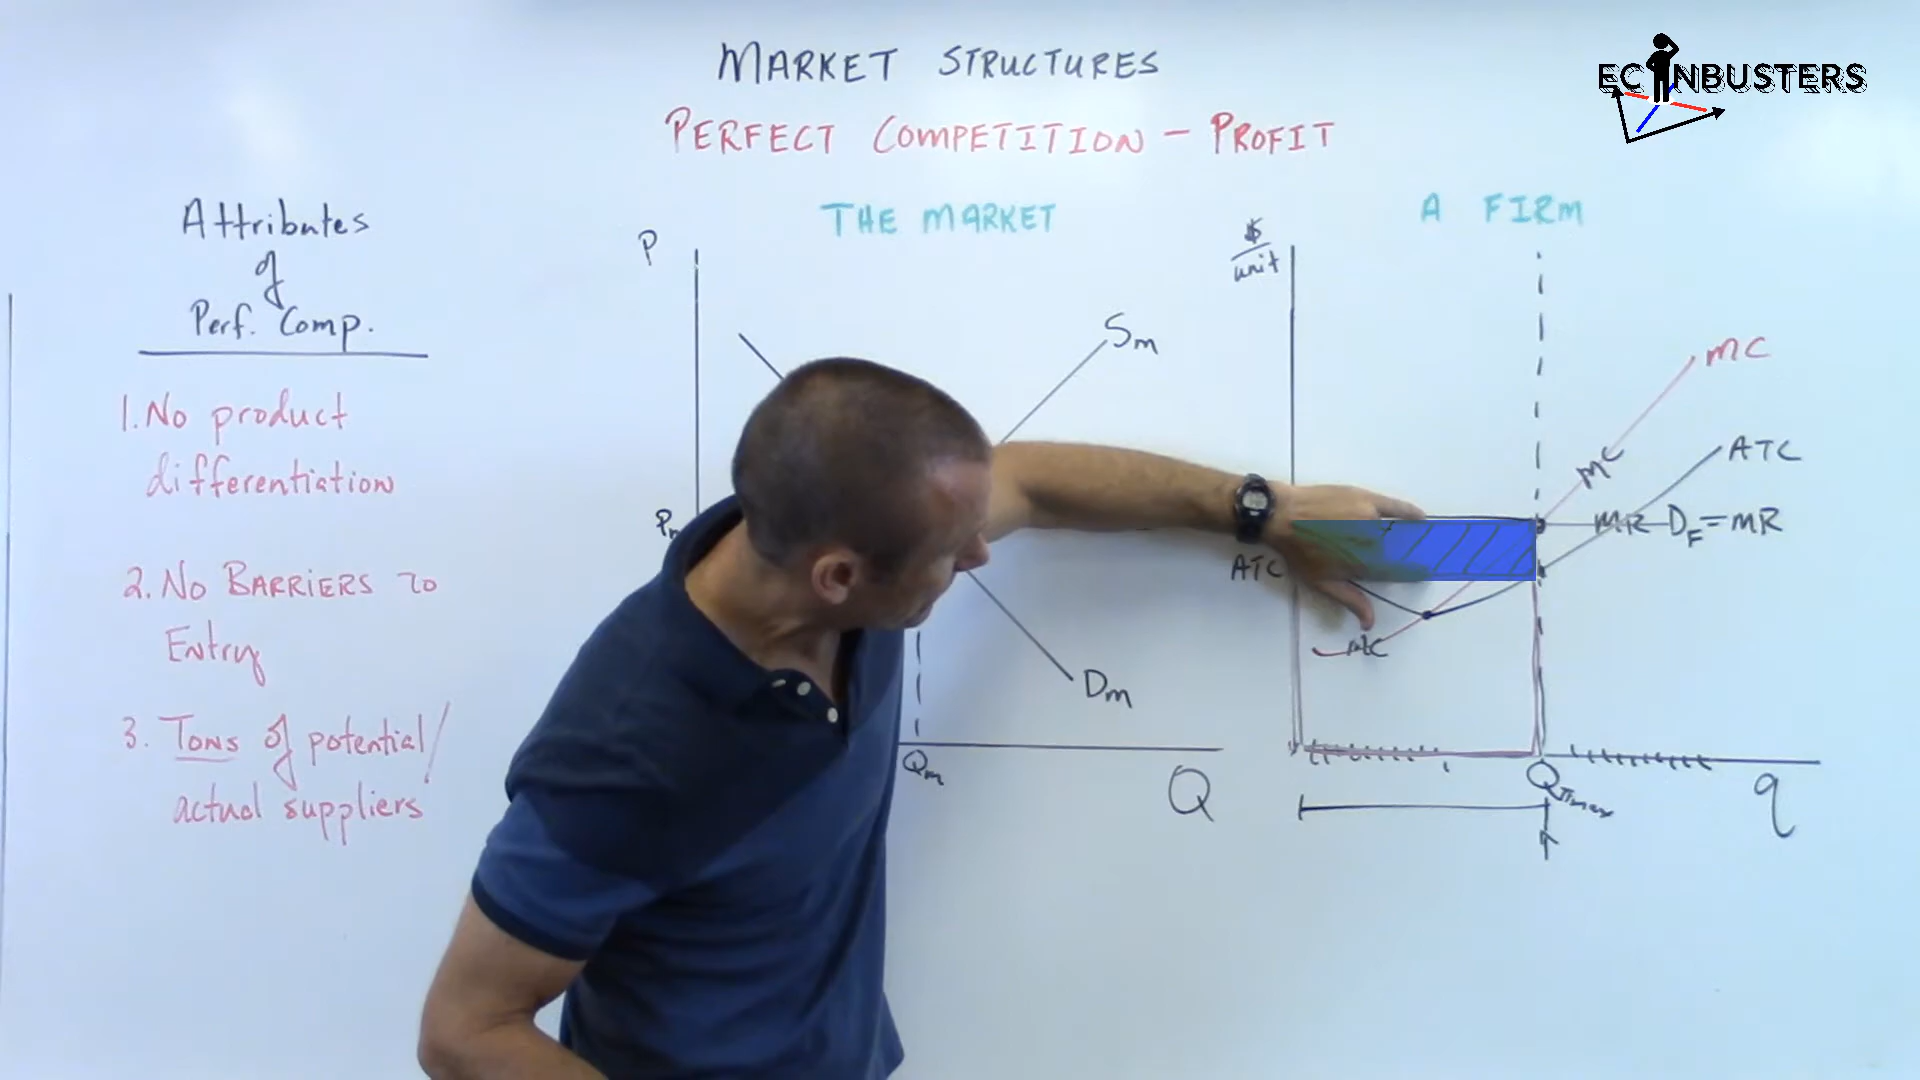 MARKET STRUCTURES
PERFECT COMPETITION - PROFIT
ECONBUSTERS
Attributes
of
Perf. Comp.
1. No product
differentiation
2. No BARRIERS TO
Entry
3. Tons of potential/
actual suppliers
THE MARKET
P
Sm
Pm
Dm
Qm
Q
A FIRM
$/unit
MC
MC
ATC
MR DF=MR
ATC
QΠmax
q